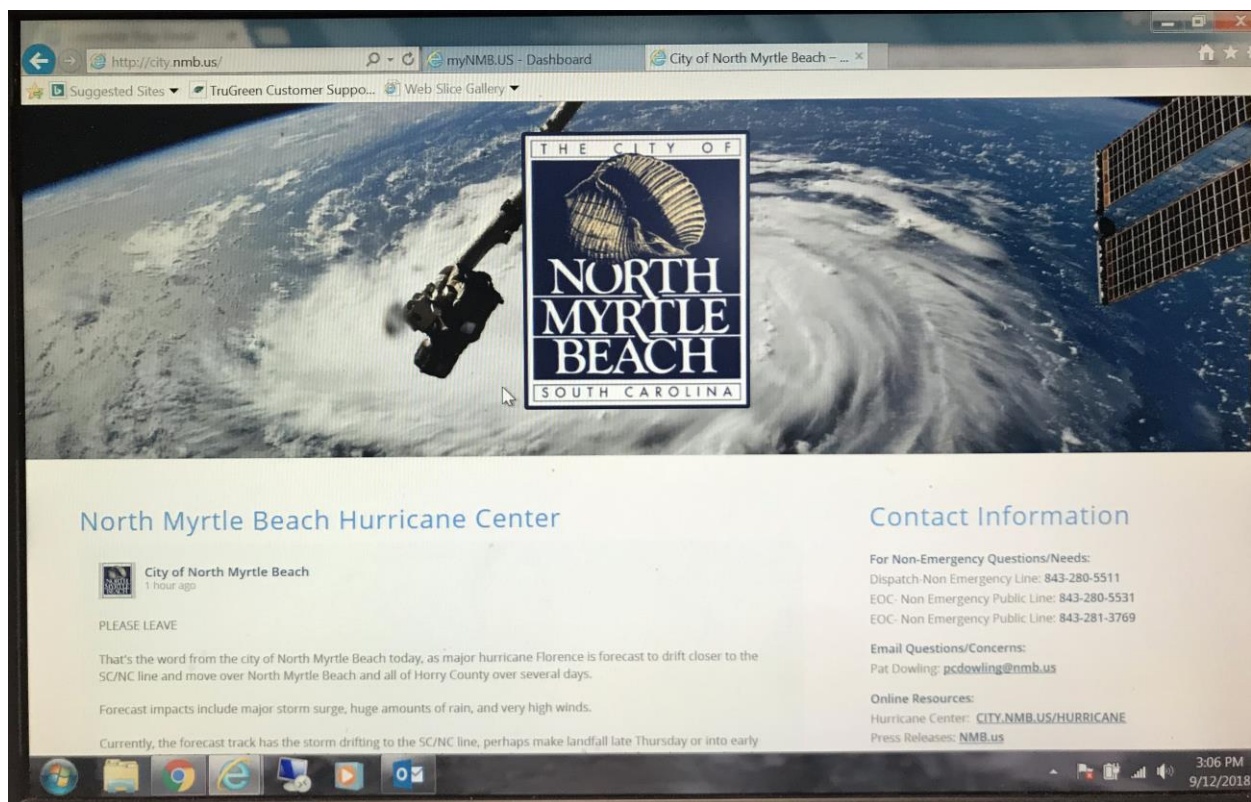 http://city.nmb.us/
myNMB.US - Dashboard
City of North Myrtle Beach – ...
Suggested Sites
TruGreen Customer Suppo...
Web Slice Gallery
THE CITY OF
NORTH
MYRTLE
BEACH
SOUTH CAROLINA
North Myrtle Beach Hurricane Center
City of North Myrtle Beach
1 hour ago
PLEASE LEAVE
That's the word from the city of North Myrtle Beach today, as major hurricane Florence is forecast to drift closer to the
SC/NC line and move over North Myrtle Beach and all of Horry County over several days.
Forecast impacts include major storm surge, huge amounts of rain, and very high winds.
Currently, the forecast track has the storm drifting to the SC/NC line, perhaps make landfall late Thursday or into early
Contact Information
For Non-Emergency Questions/Needs:
Dispatch-Non Emergency Line: 843-280-5511
EOC- Non Emergency Public Line: 843-280-5531
EOC- Non Emergency Public Line: 843-281-3769
Email Questions/Concerns:
Pat Dowling: pcdowling@nmb.us
Online Resources:
Hurricane Center: CITY.NMB.US/HURRICANE
Press Releases: NMB.us
3:06 PM
9/12/2018